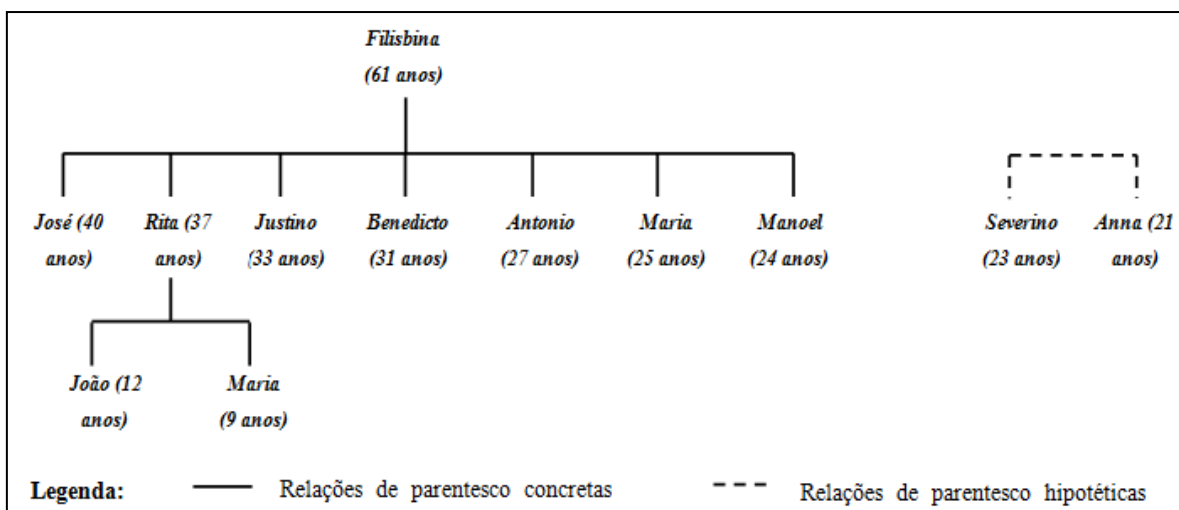 Filisbina
(61 anos)
José (40 Rita (37 Justino Benedicto Antonio Maria Manoel Severino Anna (21
anos) anos) (33 anos) (31 anos) (27 anos) (25 anos) (24 anos) (23 anos) anos)
João (12 Maria
anos) (9 anos)
Legenda: Relações de parentesco concretas Relações de parentesco hipotéticas